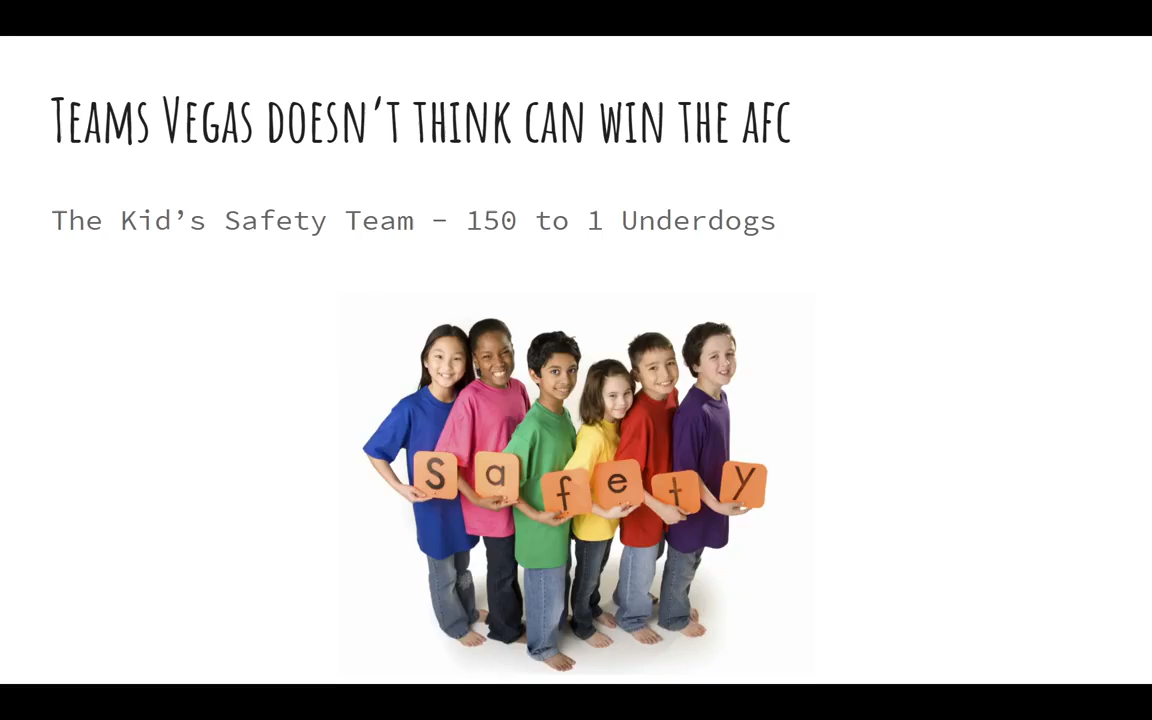 Teams Vegas doesn't think can win the afc
The Kid's Safety Team - 150 to 1 Underdogs
S a f e t y